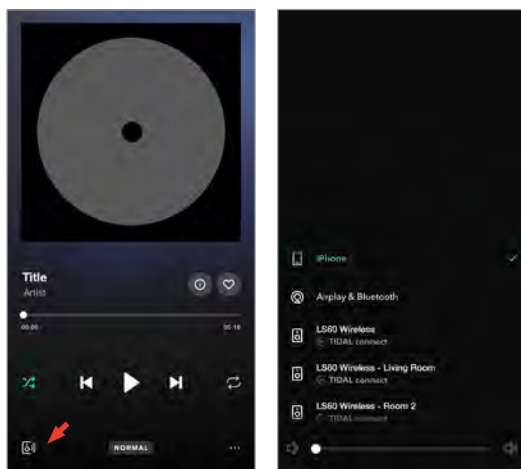 Title
Artist
00:00
05:10
NORMAL
iPhone
Airplay & Bluetooth
LS60 Wireless
TIDAL connect
LS60 Wireless - Living Room
TIDAL connect
LS60 Wireless - Room 2
TIDAL connect